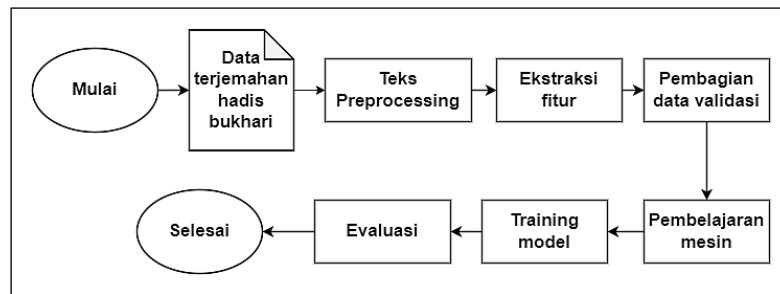 Mulai
Data
terjemahan
hadis
bukhari
Teks
Preprocessing
Ekstraksi
fitur
Pembagian
data validasi
Pembelajaran
mesin
Training
model
Evaluasi
Selesai